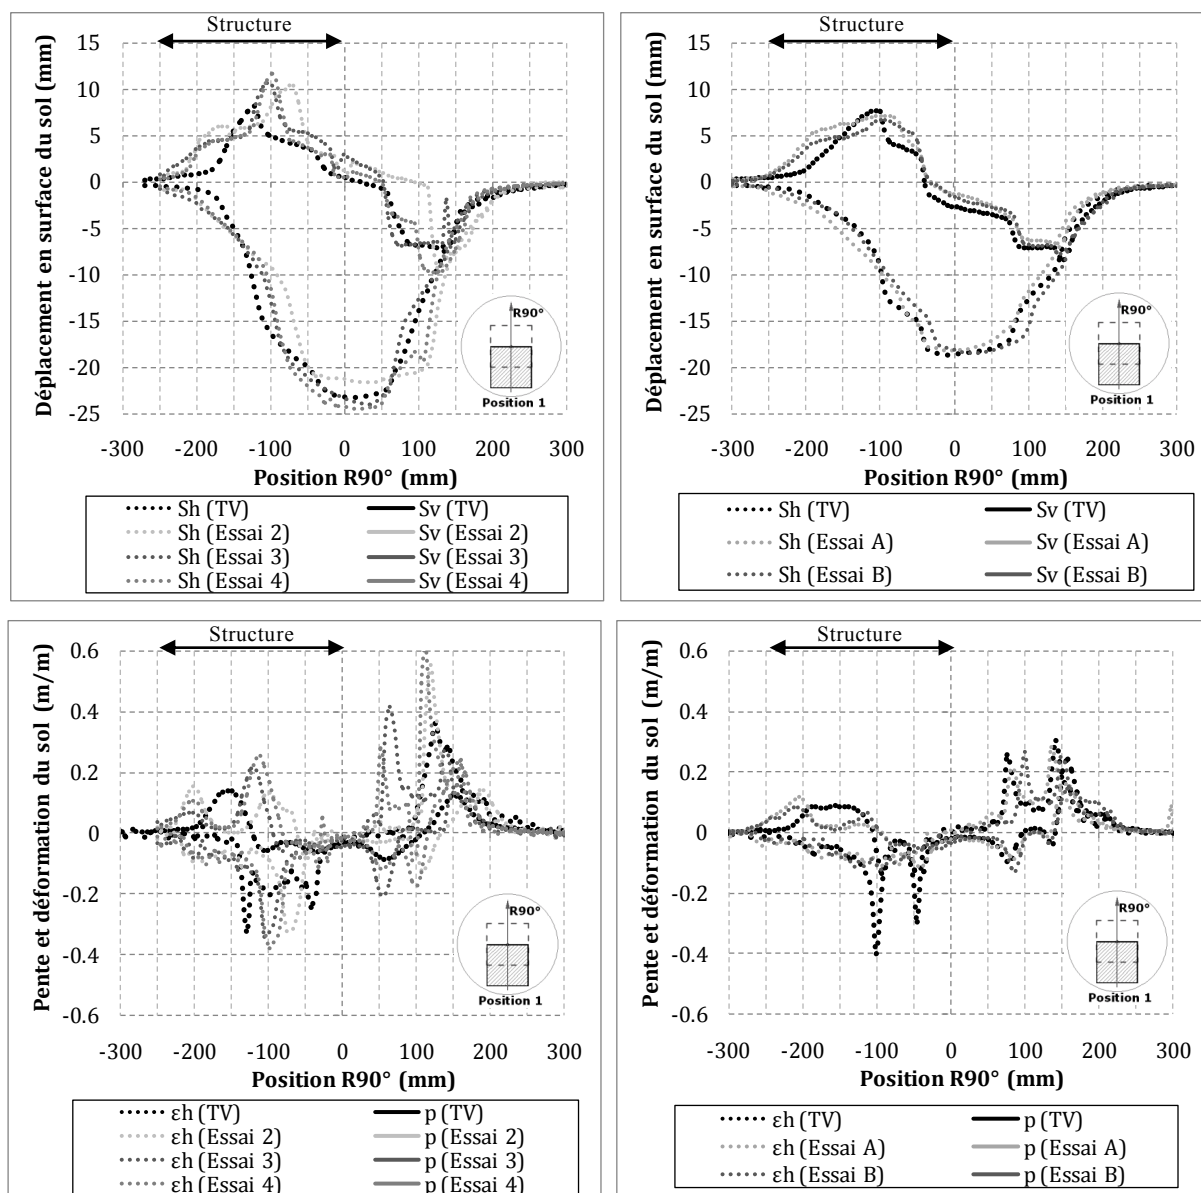 Structure
Déplacement en surface du sol (mm)
15
10
5
0
-5
-10
-15
-20
-25
R90°
Position 1
-300 -200 -100 0 100 200 300
Position R90° (mm)
Sh (TV) Sv (TV)
Sh (Essai 2) Sv (Essai 2)
Sh (Essai 3) Sv (Essai 3)
Sh (Essai 4) Sv (Essai 4)
Structure
Déplacement en surface du sol (mm)
15
10
5
0
-5
-10
-15
-20
-25
R90°
Position 1
-300 -200 -100 0 100 200 300
Position R90° (mm)
Sh (TV) Sv (TV)
Sh (Essai A) Sv (Essai A)
Sh (Essai B) Sv (Essai B)
Structure
Pente et déformation du sol (m/m)
0.6
0.4
0.2
0
-0.2
-0.4
-0.6
R90°
Position 1
-300 -200 -100 0 100 200 300
Position R90° (mm)
εh (TV) p (TV)
εh (Essai 2) p (Essai 2)
εh (Essai 3) p (Essai 3)
εh (Essai 4) p (Essai 4)
Structure
Pente et déformation du sol (m/m)
0.6
0.4
0.2
0
-0.2
-0.4
-0.6
R90°
Position 1
-300 -200 -100 0 100 200 300
Position R90° (mm)
εh (TV) p (TV)
εh (Essai A) p (Essai A)
εh (Essai B) p (Essai B)